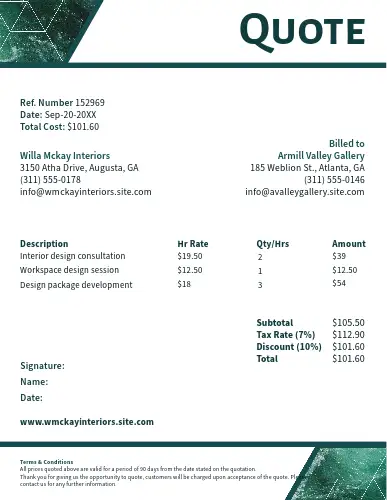 QUOTE
Ref. Number 152969
Date: Sep-20-20XX
Total Cost: $101.60
Billed to
Willa Mckay Interiors
3150 Atha Drive, Augusta, GA
(311) 555-0178
info@wmckayinteriors.site.com
Armill Valley Gallery
185 Weblion St., Atlanta, GA
(311) 555-0146
info@avalleygallery.site.com
Description Hr Rate Qty/Hrs Amount
Interior design consultation $19.50 2 $39
Workspace design session $12.50 1 $12.50
Design package development $18 3 $54
Subtotal $105.50
Tax Rate (7%) $112.90
Discount (10%) $101.60
Total $101.60
Signature:
Name:
Date:
www.wmckayinteriors.site.com
Terms & Conditions
All prices quoted above are valid for a period of 90 days from the date stated on the quotation.
Thank you for giving us the opportunity to quote, customers will be charged upon acceptance of the quote. Please
contact us for any further information.